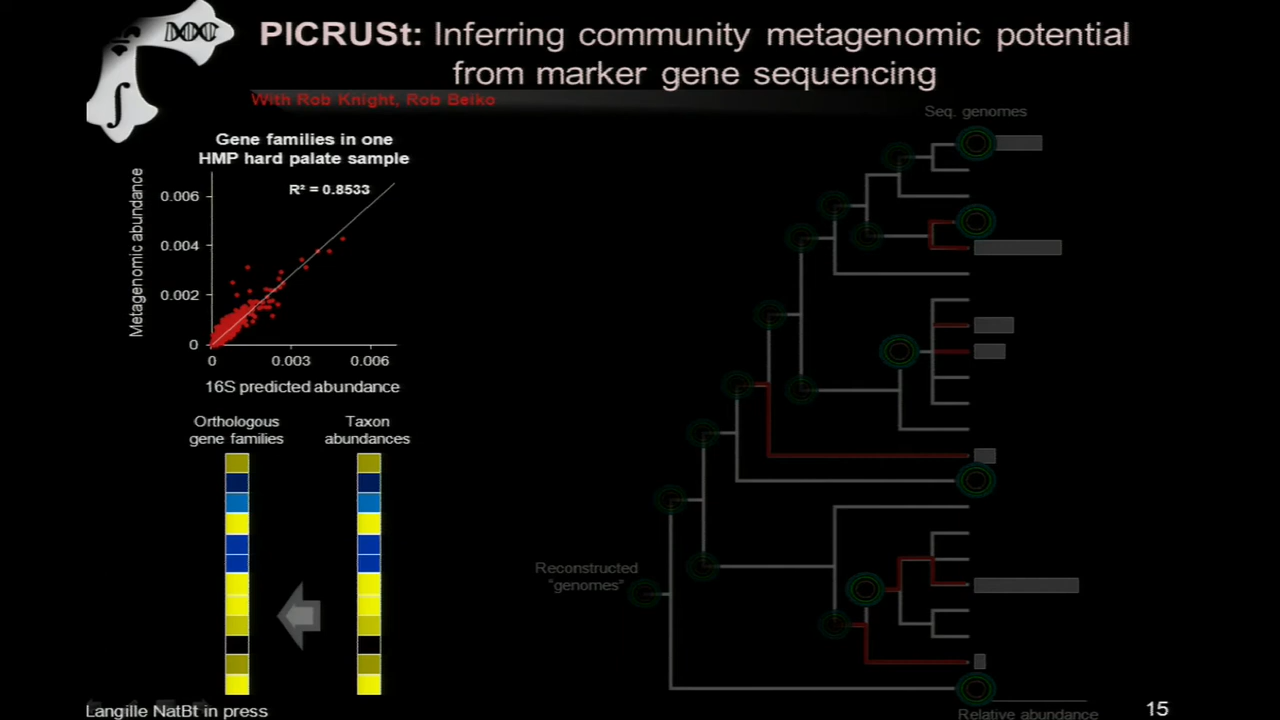 PICRUSt: Inferring community metagenomic potential
from marker gene sequencing
With Rob Knight, Rob Beiko
Seq. genomes
Gene families in one
HMP hard palate sample
R² = 0.8533
Metagenomic abundance
0.006
0.004
0.002
0
0 0.003 0.006
16S predicted abundance
Orthologous
gene families
Taxon
abundances
Reconstructed
"genomes"
Relative abundance
Langille NatBt in press
15